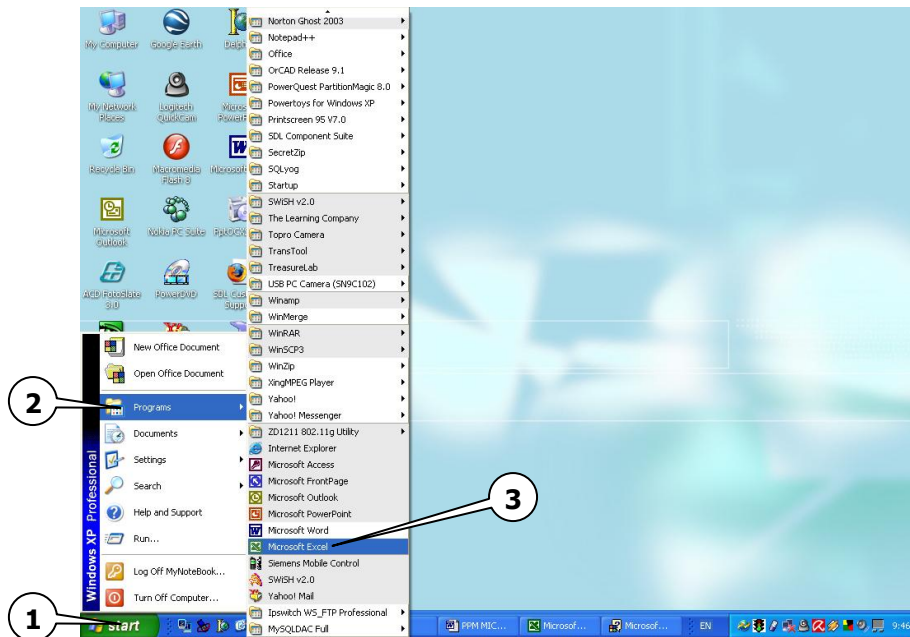 My Computer
Google Earth
My Network Places
Logitech QuickCam
Recycle Bin
Macromedia Flash 8
Microsoft Outlook
Nokia PC Suite
ACD FotoSlate 3.0
PowerDVD
Norton Ghost 2003
Notepad++
Office
OrCAD Release 9.1
PowerQuest PartitionMagic 8.0
Powertoys for Windows XP
Printscreen 95 V7.0
SDL Component Suite
SecretZip
SQLyog
Startup
SWiSH v2.0
The Learning Company
Topro Camera
TransTool
TreasureLab
USB PC Camera (SN9C102)
Winamp
WinMerge
WinRAR
WinSCP3
WinZip
XingMPEG Player
Yahoo!
Yahoo! Messenger
ZD1211 802.11g Utility
Internet Explorer
Microsoft Access
Microsoft FrontPage
Microsoft Outlook
Microsoft PowerPoint
Microsoft Word
Microsoft Excel
Siemens Mobile Control
SWiSH v2.0
Yahoo! Mail
Ipswitch WS_FTP Professional
MySQLDAC Full
New Office Document
Open Office Document
Programs
Documents
Settings
Search
Help and Support
Run...
Log Off MyNoteBook...
Turn Off Computer...
Windows XP Professional
1
2
3
start
PPM MIC...
Microsof...
Microsof...
EN
9:46